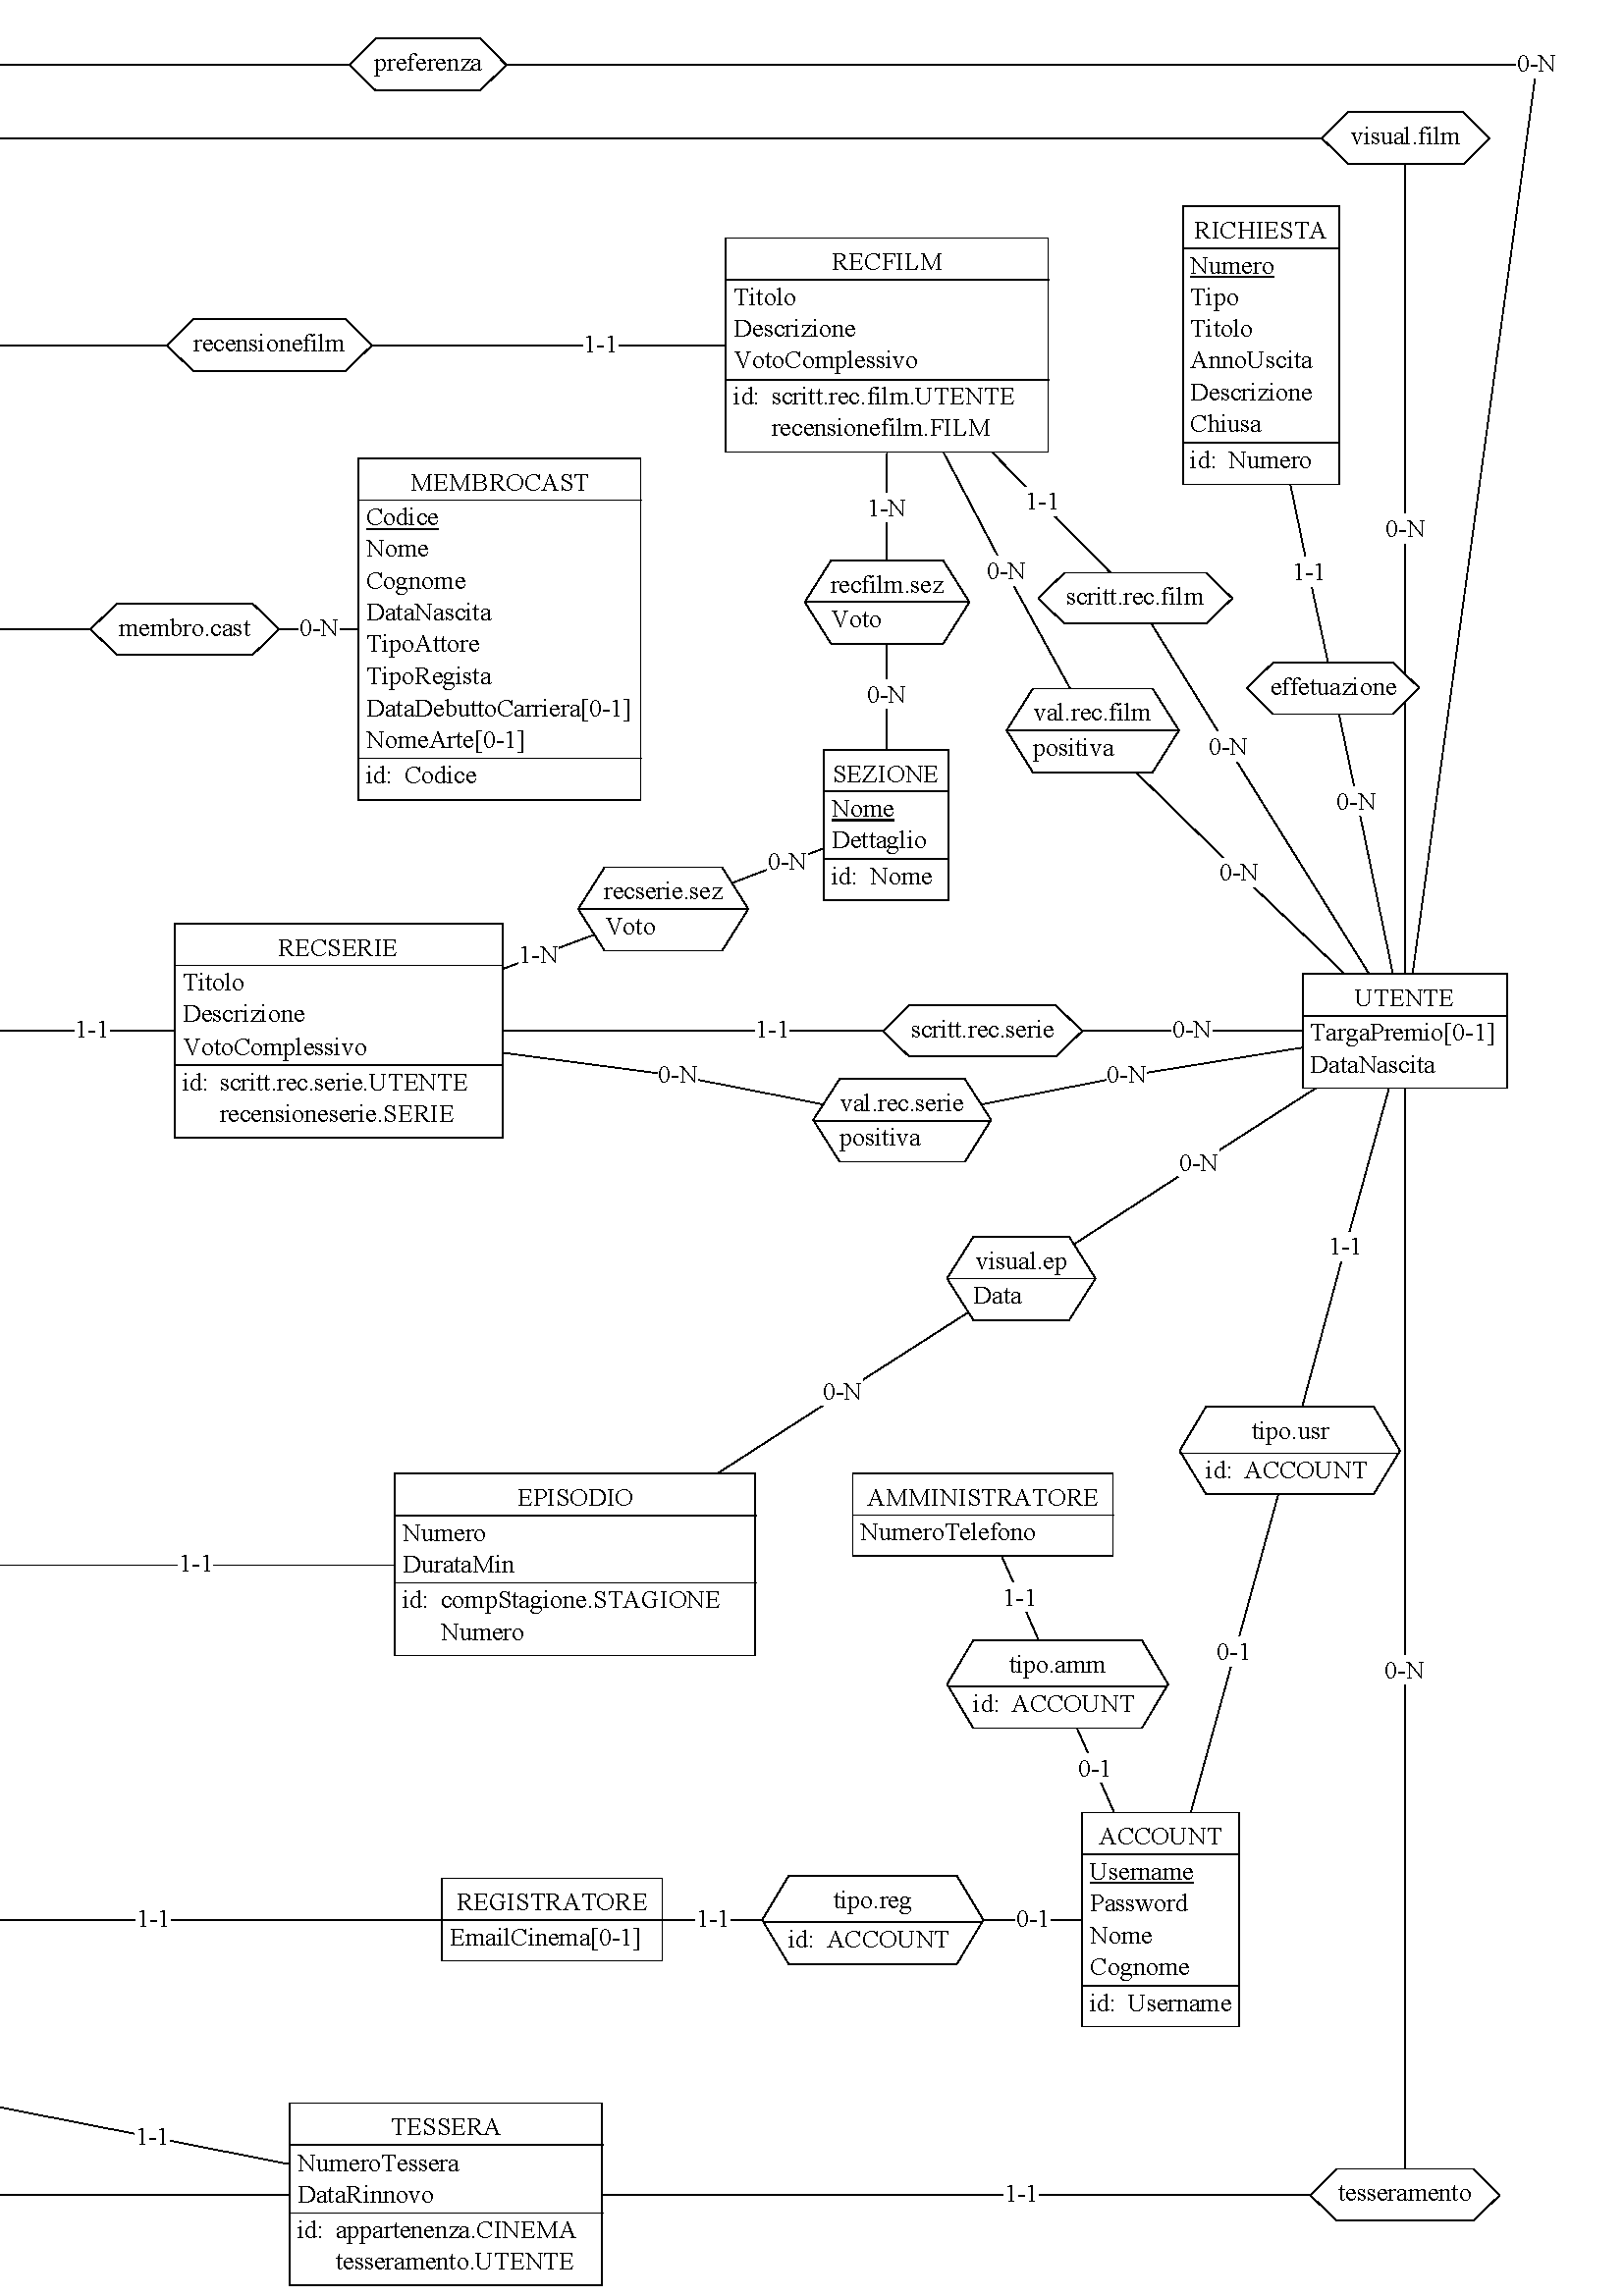 preferenza
0-N
visual.film
RICHIESTA
Numero
Tipo
Titolo
AnnoUscita
Descrizione
Chiusa
id: Numero
RECFILM
Titolo
Descrizione
VotoComplessivo
id: scritt.rec.film.UTENTE
recensionefilm.FILM
recensionefilm
1-1
MEMBROCAST
Codice
Nome
Cognome
DataNascita
TipoAttore
TipoRegista
DataDebuttoCarriera[0-1]
NomeArte[0-1]
id: Codice
membro.cast
0-N
1-N
recfilm.sez
Voto
0-N
0-N
val.rec.film
positiva
0-N
1-1
scritt.rec.film
0-N
1-1
effetuazione
0-N
0-N
SEZIONE
Nome
Dettaglio
id: Nome
0-N
recserie.sez
Voto
1-N
RECSERIE
Titolo
Descrizione
VotoComplessivo
id: scritt.rec.serie.UTENTE
recensioneserie.SERIE
1-1
1-1
scritt.rec.serie
0-N
UTENTE
TargaPremio[0-1]
DataNascita
0-N
val.rec.serie
positiva
0-N
0-N
visual.ep
Data
0-N
1-1
tipo.usr
id: ACCOUNT
0-1
EPISODIO
Numero
DurataMin
id: compStagione.STAGIONE
Numero
1-1
AMMINISTRATORE
NumeroTelefono
1-1
tipo.amm
id: ACCOUNT
0-1
0-N
ACCOUNT
Username
Password
Nome
Cognome
id: Username
1-1
REGISTRATORE
EmailCinema[0-1]
1-1
tipo.reg
id: ACCOUNT
0-1
1-1
TESSERA
NumeroTessera
DataRinnovo
id: appartenenza.CINEMA
tesseramento.UTENTE
1-1
tesseramento